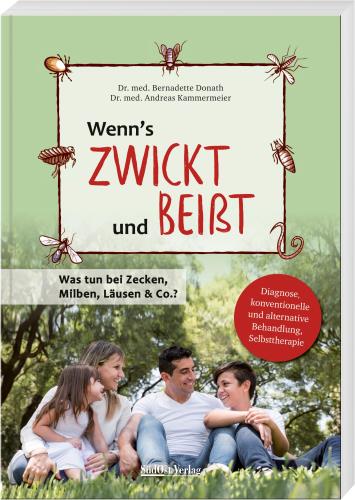 Dr. med. Bernadette Donath
Dr. med. Andreas Kammermeier
Wenn's
ZWICKT
und BEIẞT
Was tun bei Zecken,
Milben, Läusen & Co.?
Diagnose,
konventionelle
und alternative
Behandlung,
Selbsttherapie
SüdOst Verlag